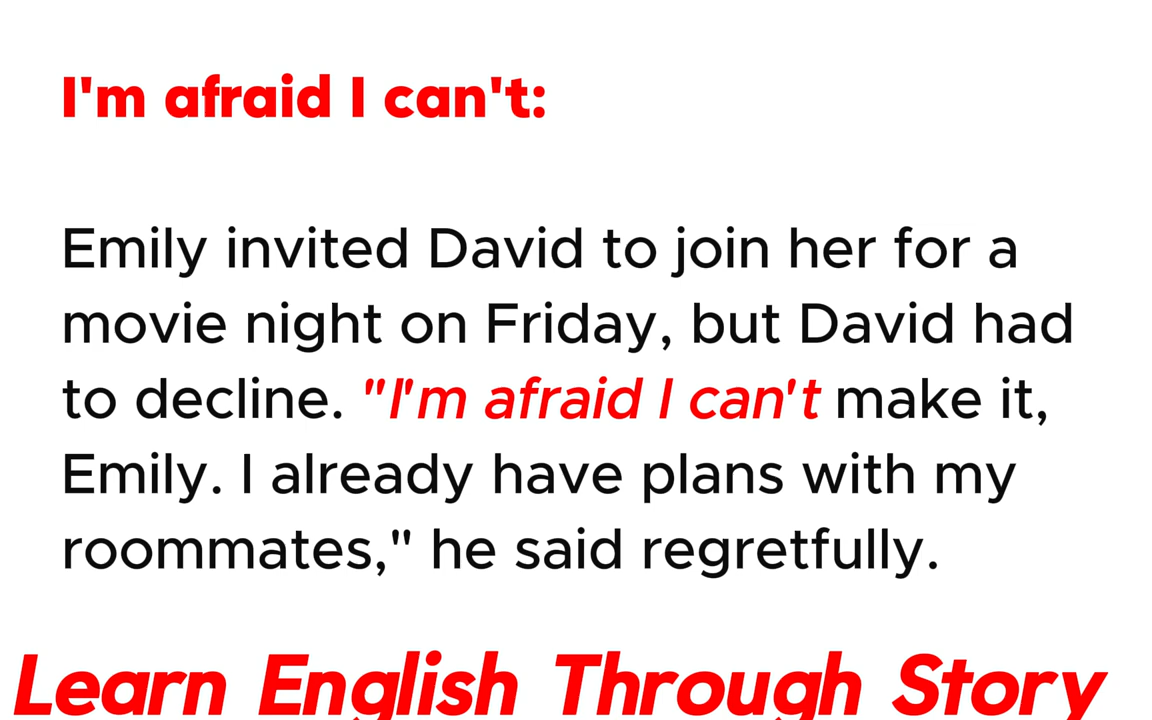 I'm afraid I can't:
Emily invited David to join her for a
movie night on Friday, but David had
to decline. "I'm afraid I can't make it,
Emily. I already have plans with my
roommates," he said regretfully.
Learn English Through Story